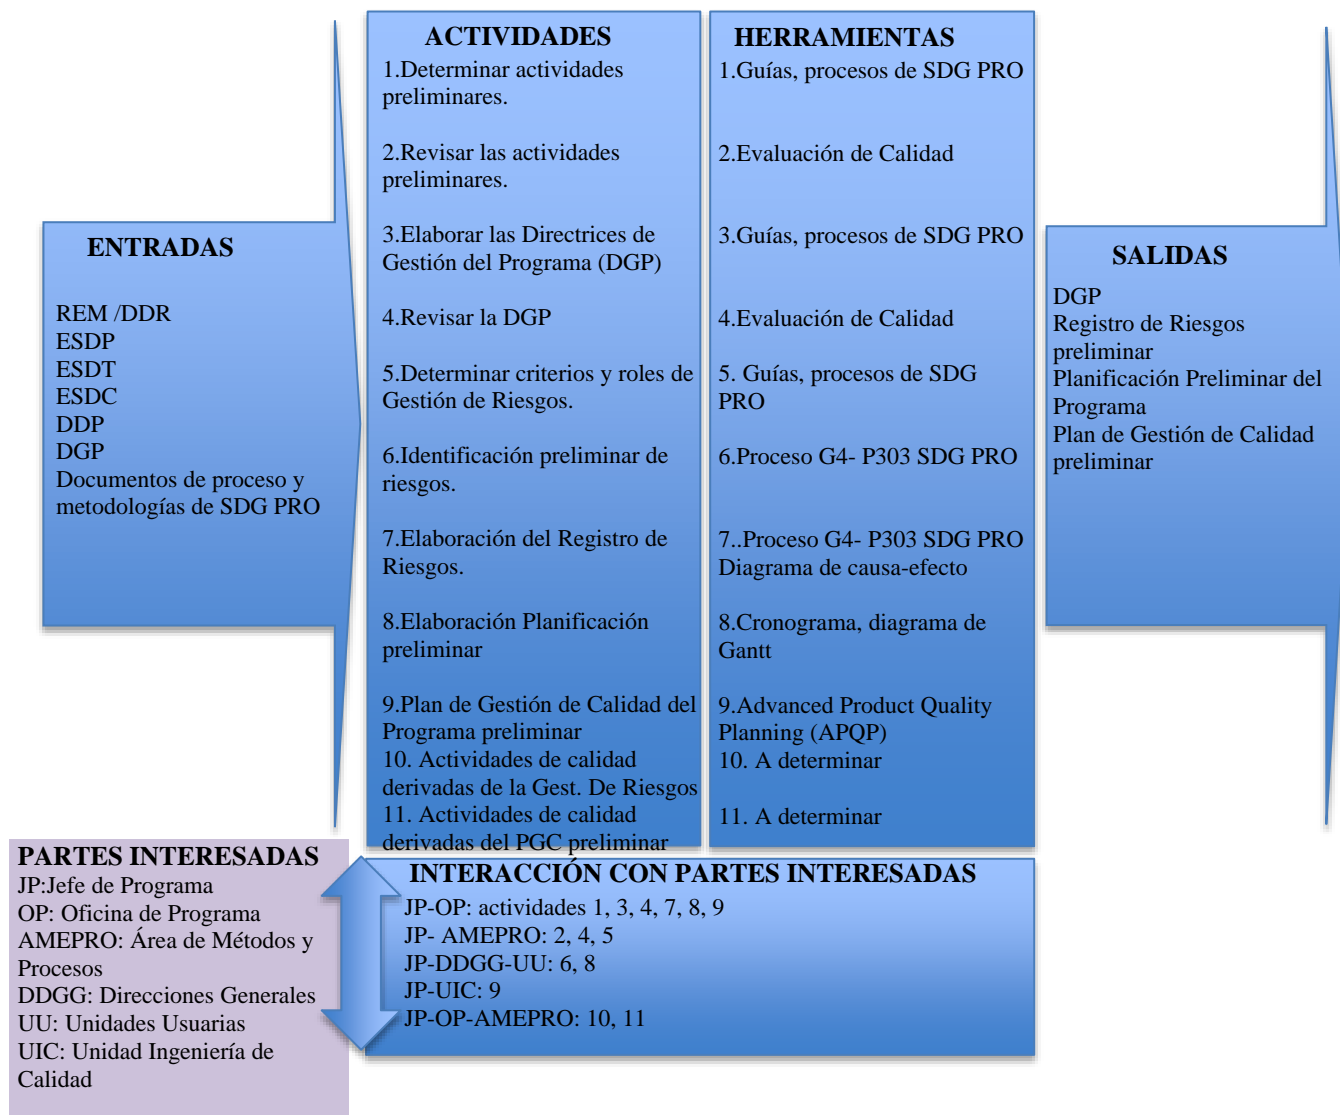 ENTRADAS
REM /DDR
ESDP
ESDT
ESDC
DDP
DGP
Documentos de proceso y
metodologías de SDG PRO
ACTIVIDADES
1.Determinar actividades
preliminares.
2.Revisar las actividades
preliminares.
3.Elaborar las Directrices de
Gestión del Programa (DGP)
4.Revisar la DGP
5.Determinar criterios y roles de
Gestión de Riesgos.
6.Identificación preliminar de
riesgos.
7.Elaboración del Registro de
Riesgos.
8.Elaboración Planificación
preliminar
9.Plan de Gestión de Calidad del
Programa preliminar
10. Actividades de calidad
derivadas de la Gest. De Riesgos
11. Actividades de calidad
derivadas del PGC preliminar
HERRAMIENTAS
1.Guías, procesos de SDG PRO
2.Evaluación de Calidad
3.Guías, procesos de SDG PRO
4.Evaluación de Calidad
5. Guías, procesos de SDG
PRO
6.Proceso G4- P303 SDG PRO
7..Proceso G4- P303 SDG PRO
Diagrama de causa-efecto
8.Cronograma, diagrama de
Gantt
9.Advanced Product Quality
Planning (APQP)
10. A determinar
11. A determinar
SALIDAS
DGP
Registro de Riesgos
preliminar
Planificación Preliminar del
Programa
Plan de Gestión de Calidad
preliminar
PARTES INTERESADAS
JP:Jefe de Programa
OP: Oficina de Programa
AMEPRO: Área de Métodos y
Procesos
DDGG: Direcciones Generales
UU: Unidades Usuarias
UIC: Unidad Ingeniería de
Calidad
INTERACCIÓN CON PARTES INTERESADAS
JP-OP: actividades 1, 3, 4, 7, 8, 9
JP- AMEPRO: 2, 4, 5
JP-DDGG-UU: 6, 8
JP-UIC: 9
JP-OP-AMEPRO: 10, 11